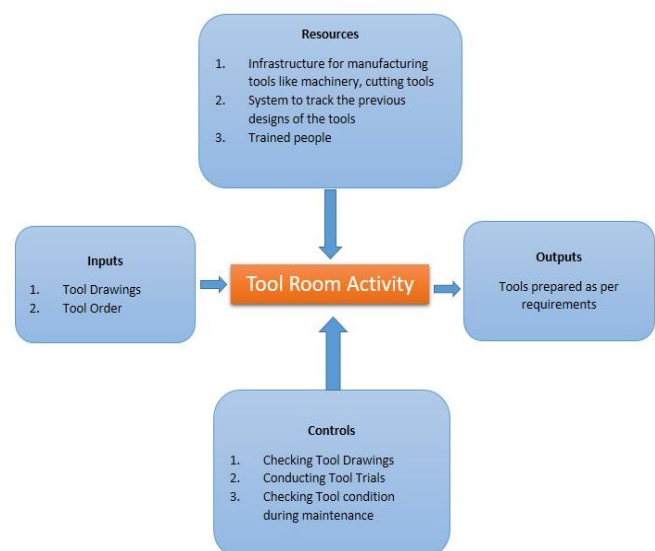 Resources
1. Infrastructure for manufacturing
tools like machinery, cutting tools
2. System to track the previous
designs of the tools
3. Trained people
Inputs
1. Tool Drawings
2. Tool Order
Tool Room Activity
Outputs
Tools prepared as per
requirements
Controls
1. Checking Tool Drawings
2. Conducting Tool Trials
3. Checking Tool condition
during maintenance